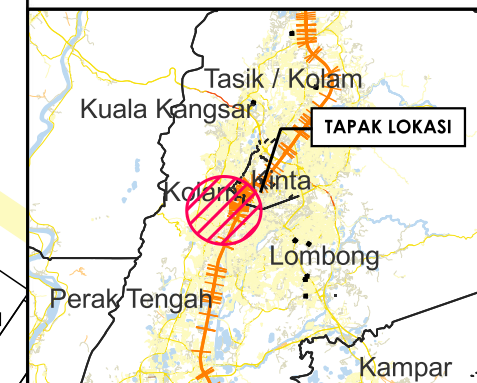 Tasik / Kolam
Kuala Kangsar
TAPAK LOKASI
Kolam
Kinta
Lombong
Perak Tengah
Kampar